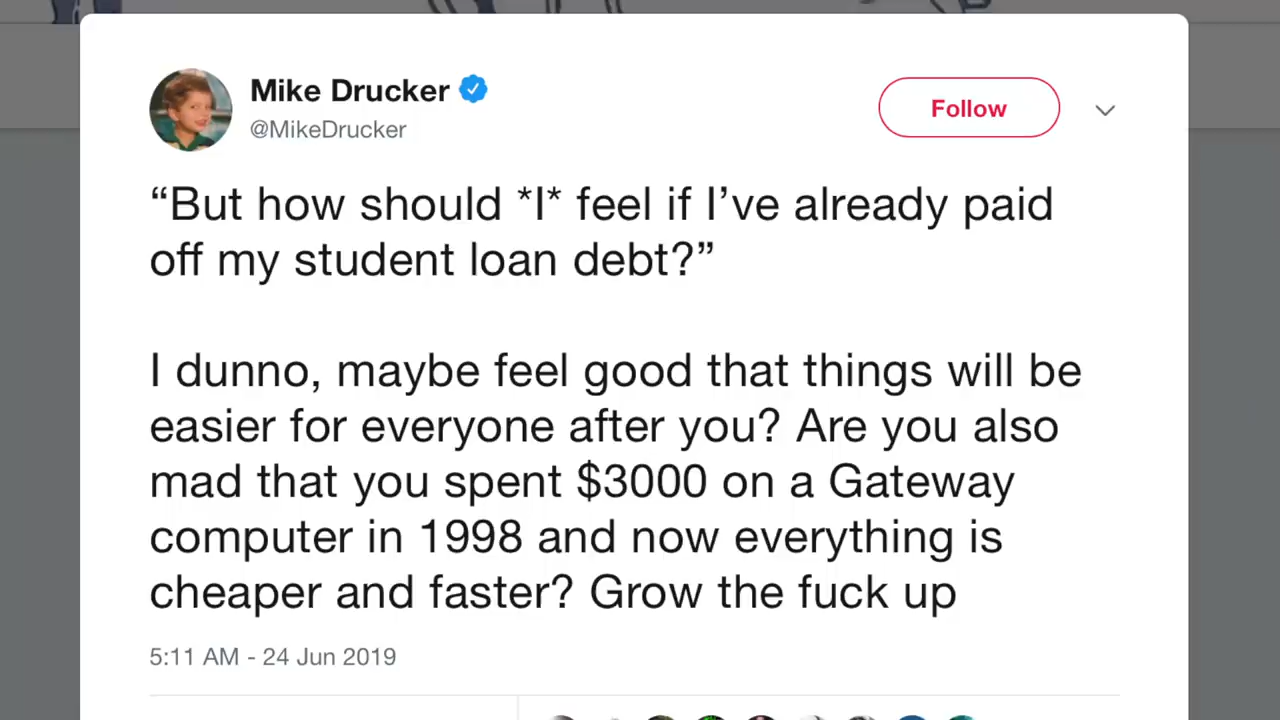 Mike Drucker
@MikeDrucker
Follow
“But how should *I* feel if I’ve already paid
off my student loan debt?”
I dunno, maybe feel good that things will be
easier for everyone after you? Are you also
mad that you spent $3000 on a Gateway
computer in 1998 and now everything is
cheaper and faster? Grow the fuck up
5:11 AM - 24 Jun 2019